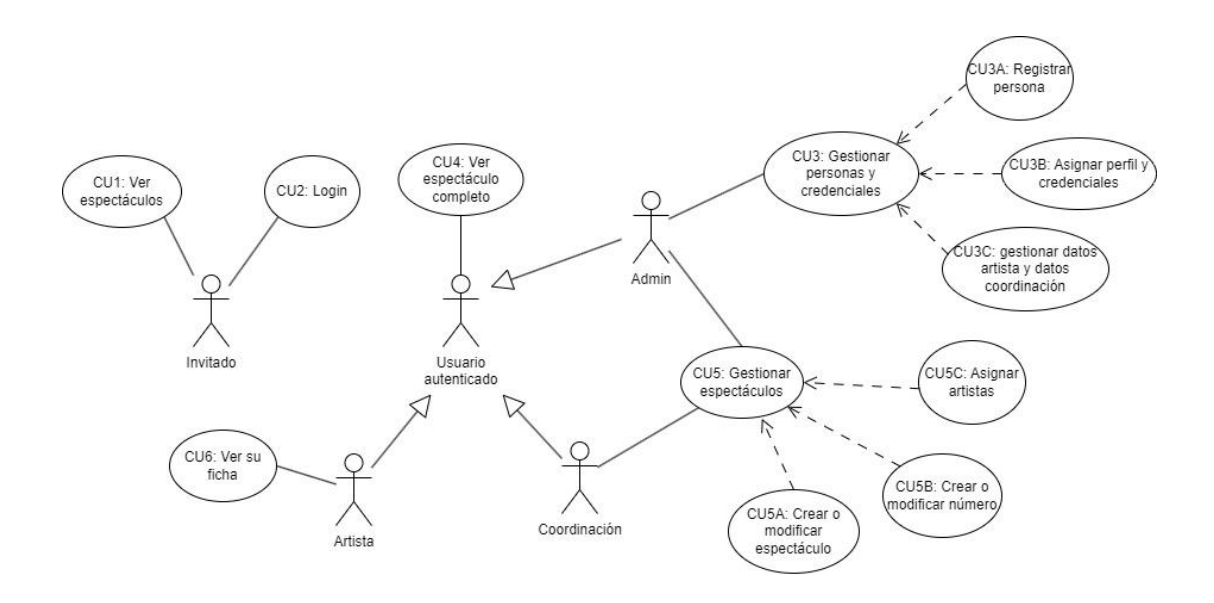 CU3A: Registrar
persona
CU1: Ver
espectáculos
CU2: Login
CU4: Ver
espectáculo
completo
CU3: Gestionar
personas y
credenciales
CU3B: Asignar perfil y
credenciales
CU3C: gestionar datos
artista y datos
coordinación
Admin
Invitado
Usuario
autenticado
CU5: Gestionar
espectáculos
CU5C: Asignar
artistas
CU6: Ver su
ficha
CU5B: Crear o
modificar número
CU5A: Crear o
modificar
espectáculo
Artista
Coordinación